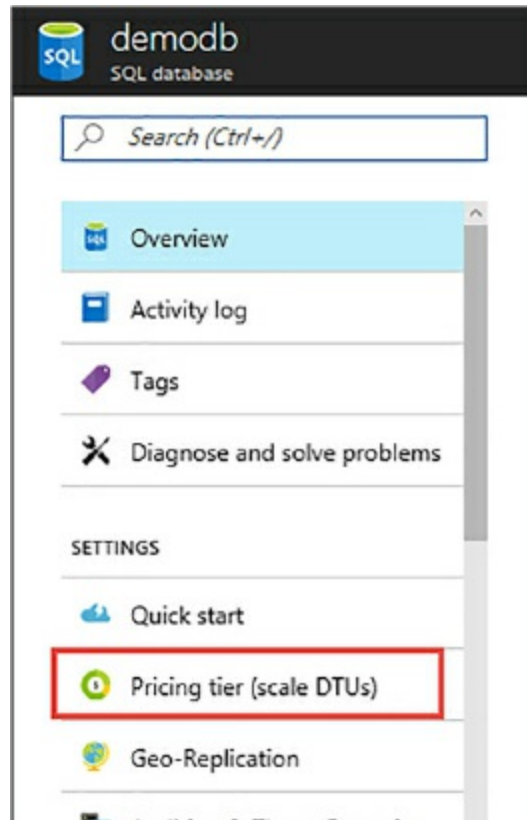 demodb
SQL database
Search (Ctrl+/)
Overview
Activity log
Tags
Diagnose and solve problems
SETTINGS
Quick start
Pricing tier (scale DTUs)
Geo-Replication